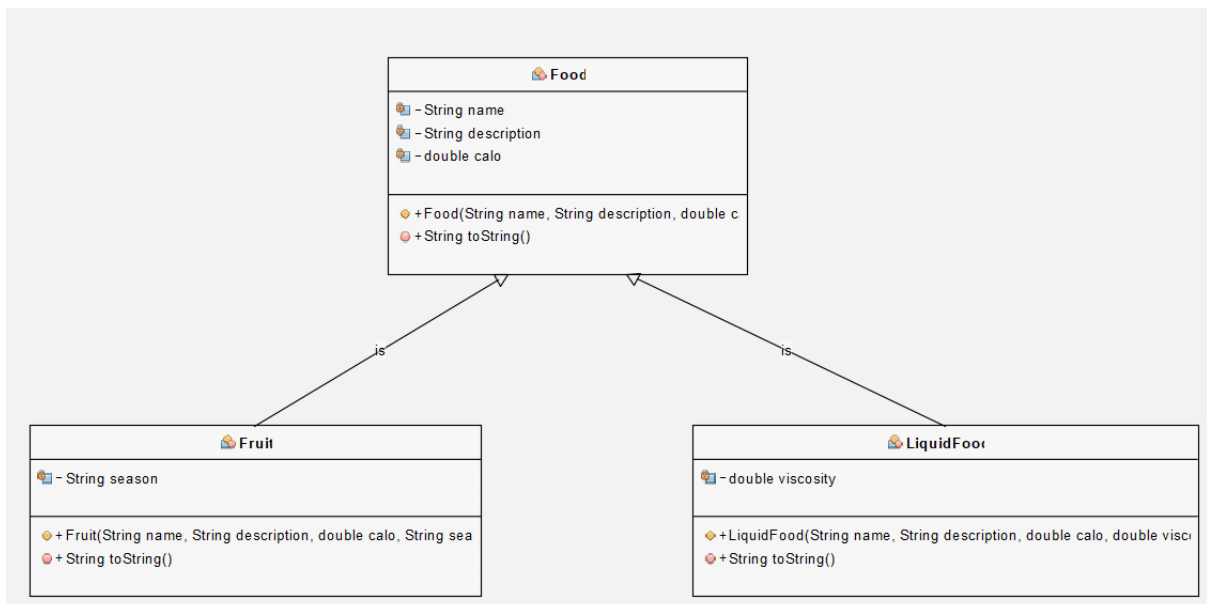 Food
- String name
- String description
- double calo
+ Food(String name, String description, double c
+ String toString()
is
is
Fruit
- String season
+ Fruit(String name, String description, double calo, String sea
+ String toString()
LiquidFood
- double viscosity
+ LiquidFood(String name, String description, double calo, double visc
+ String toString()